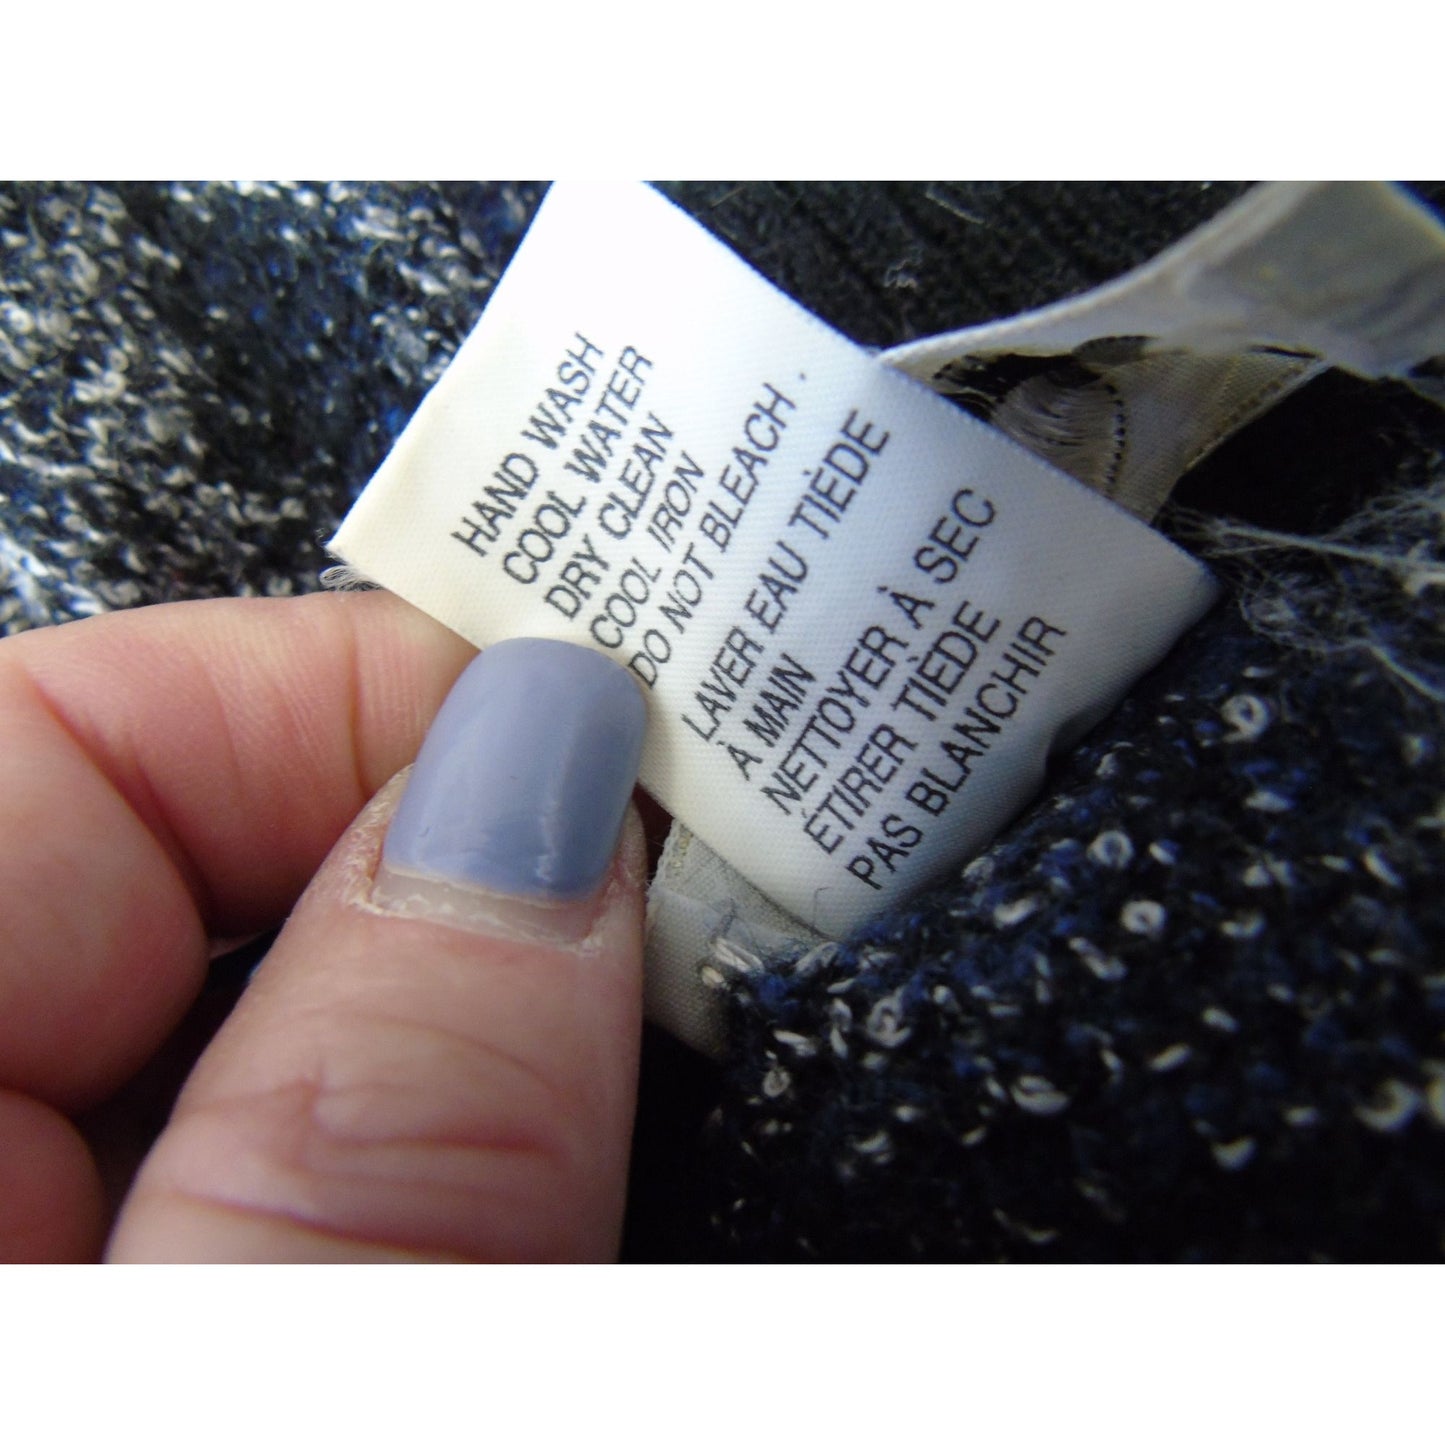 HAND WASH
COOL WATER
DRY CLEAN
COOL IRON
DO NOT BLEACH .
LAVER EAU TIÈDE
À MAIN
NETTOYER À SEC
ÉTIRER TIÈDE
PAS BLANCHIR